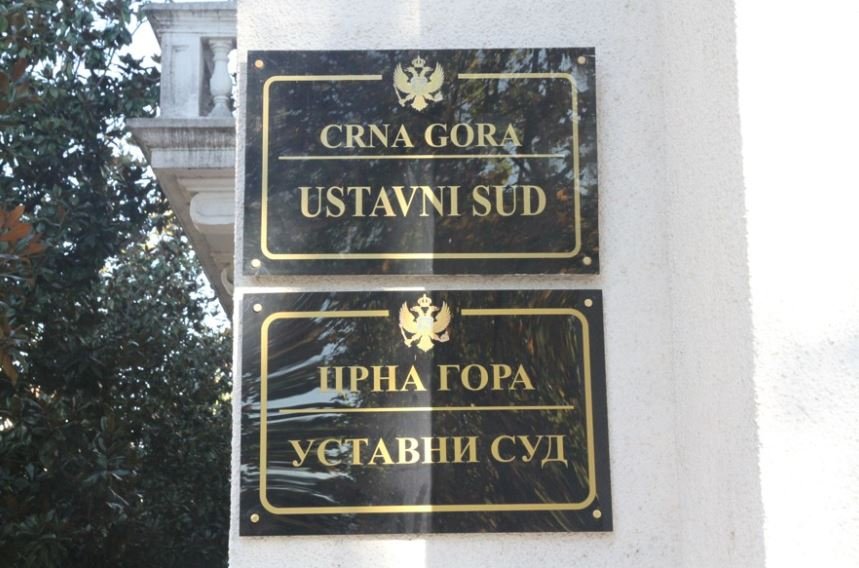 CRNA GORA
USTAVNI SUD
ЦРНА ГОРА
УСТАВНИ СУД